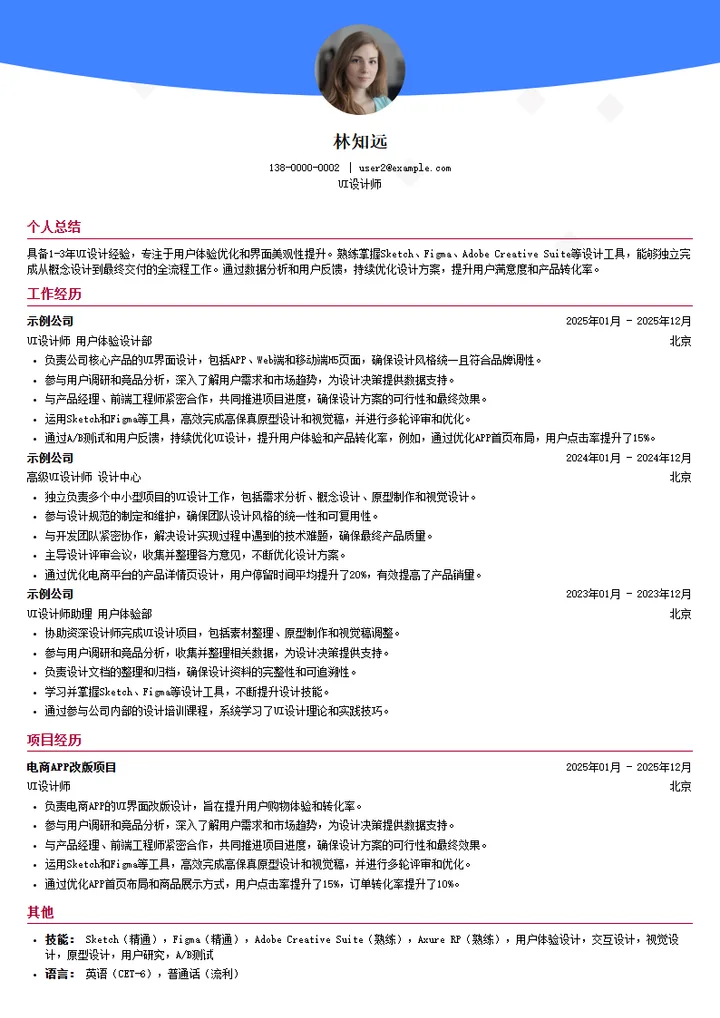 林知远
138-0000-0002 | user2@example.com
UI设计师
个人总结
具备1-3年UI设计经验，专注于用户体验优化和界面美观性提升。熟练掌握Sketch、Figma、Adobe Creative Suite等设计工具，能够独立完
成从概念设计到最终交付的全流程工作。通过数据分析和用户反馈，持续优化设计方案，提升用户满意度和产品转化率。
工作经历
示例公司 2025年01月 - 2025年12月
UI设计师 用户体验设计部 北京
• 负责公司核心产品的UI界面设计，包括APP、Web端和移动端H5页面，确保设计风格统一且符合品牌调性。
• 参与用户调研和竞品分析，深入了解用户需求和市场趋势，为设计决策提供数据支持。
• 与产品经理、前端工程师紧密合作，共同推进项目进度，确保设计方案的可行性和最终效果。
• 运用Sketch和Figma等工具，高效完成高保真原型设计和视觉稿，并进行多轮评审和优化。
• 通过A/B测试和用户反馈，持续优化UI设计，提升用户体验和产品转化率，例如，通过优化APP首页布局，用户点击率提升了15%。
示例公司 2024年01月 - 2024年12月
高级UI设计师 设计中心 北京
• 独立负责多个中小型项目的UI设计工作，包括需求分析、概念设计、原型制作和视觉设计。
• 参与设计规范的制定和维护，确保团队设计风格的统一性和可复用性。
• 与开发团队紧密协作，解决设计实现过程中遇到的技术难题，确保最终产品质量。
• 主导设计评审会议，收集并整理各方意见，不断优化设计方案。
• 通过优化电商平台的产品详情页设计，用户停留时间平均提升了20%，有效提高了产品销量。
示例公司 2023年01月 - 2023年12月
UI设计师助理 用户体验部 北京
• 协助资深设计师完成UI设计项目，包括素材整理、原型制作和视觉稿调整。
• 参与用户调研和竞品分析，收集并整理相关数据，为设计决策提供支持。
• 负责设计文档的整理和归档，确保设计资料的完整性和可追溯性。
• 学习并掌握Sketch、Figma等设计工具，不断提升设计技能。
• 通过参与公司内部的设计培训课程，系统学习了UI设计理论和实践技巧。
项目经历
电商APP改版项目 2025年01月 - 2025年12月
UI设计师 北京
• 负责电商APP的UI界面改版设计，旨在提升用户购物体验和转化率。
• 参与用户调研和竞品分析，深入了解用户需求和市场趋势，为设计决策提供数据支持。
• 与产品经理、前端工程师紧密合作，共同推进项目进度，确保设计方案的可行性和最终效果。
• 运用Sketch和Figma等工具，高效完成高保真原型设计和视觉稿，并进行多轮评审和优化。
• 通过优化APP首页布局和商品展示方式，用户点击率提升了15%，订单转化率提升了10%。
其他
• 技能： Sketch（精通），Figma（精通），Adobe Creative Suite（熟练），Axure RP（熟练），用户体验设计，交互设计，视觉设
计，原型设计，用户研究，A/B测试
• 语言： 英语（CET-6），普通话（流利）